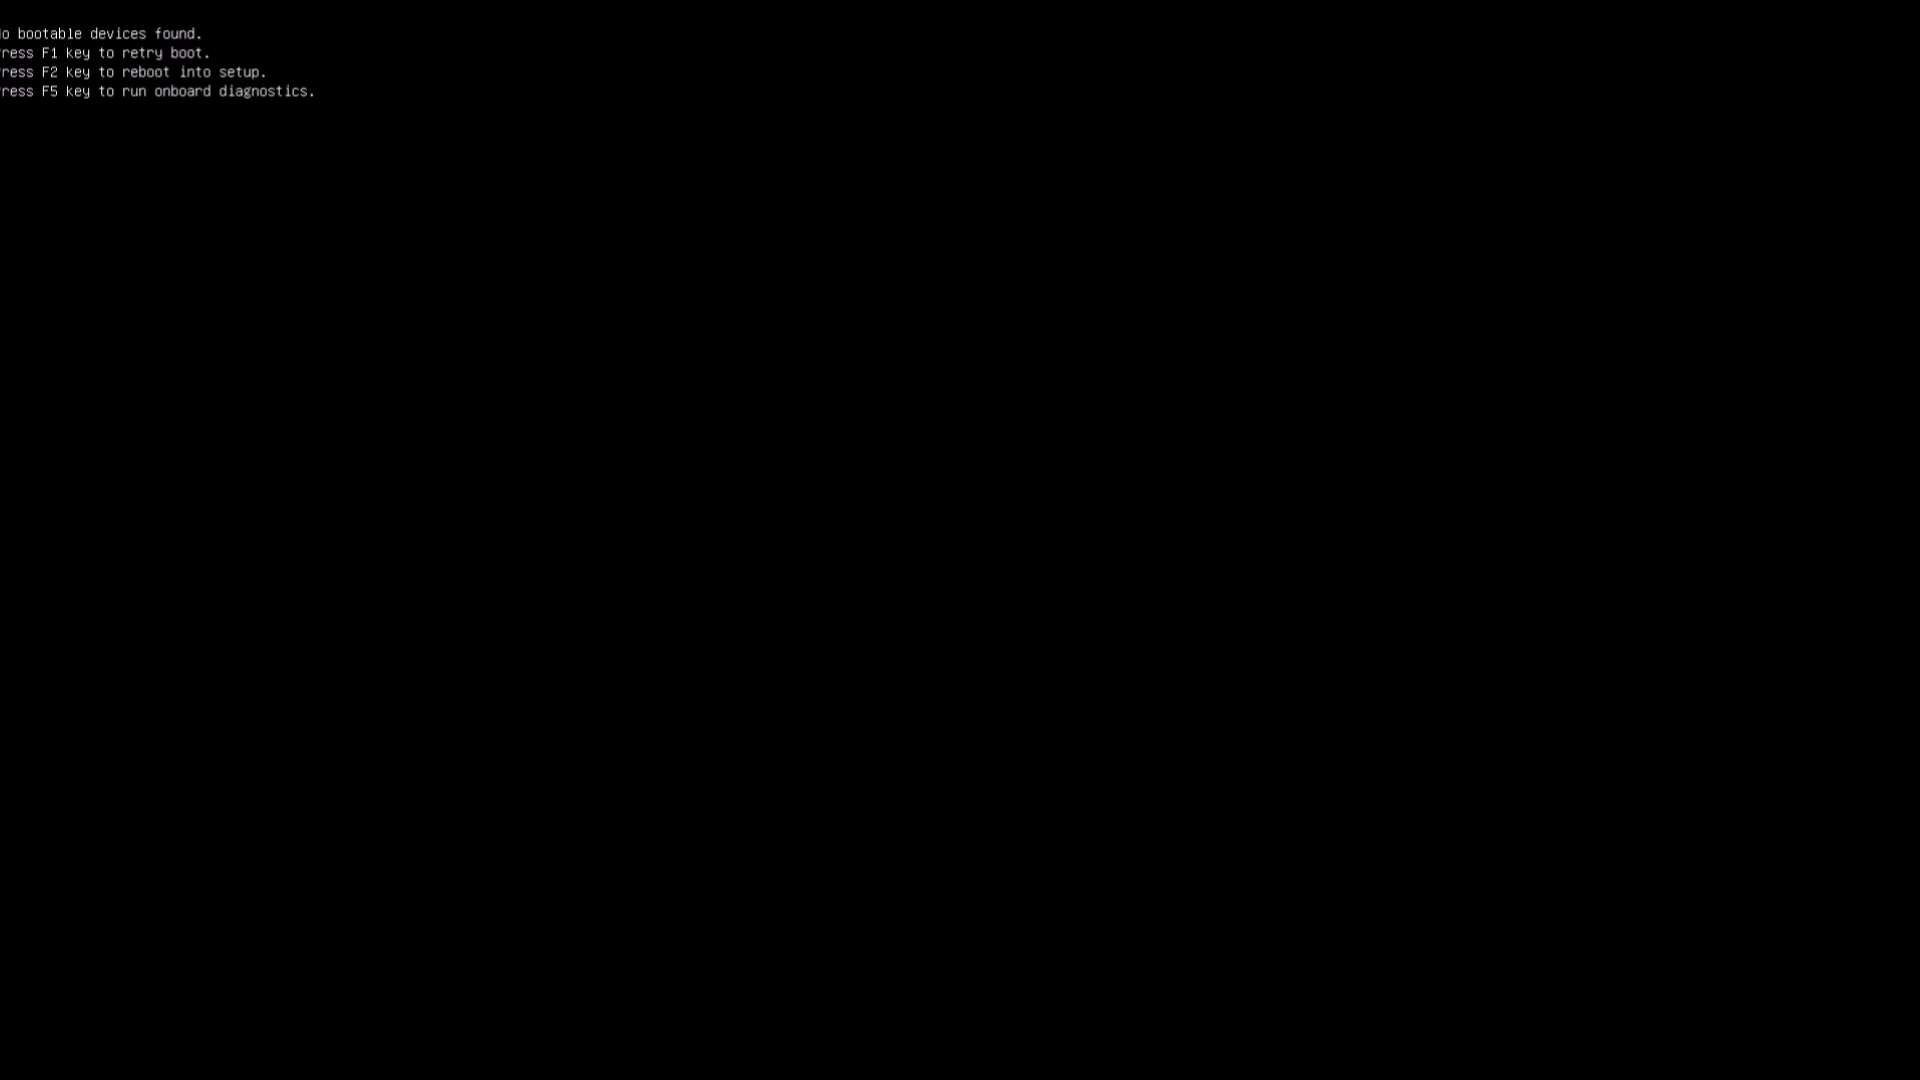 o bootable devices found.
ress F1 key to retry boot.
ress F2 key to reboot into setup.
ress F5 key to run onboard diagnostics.